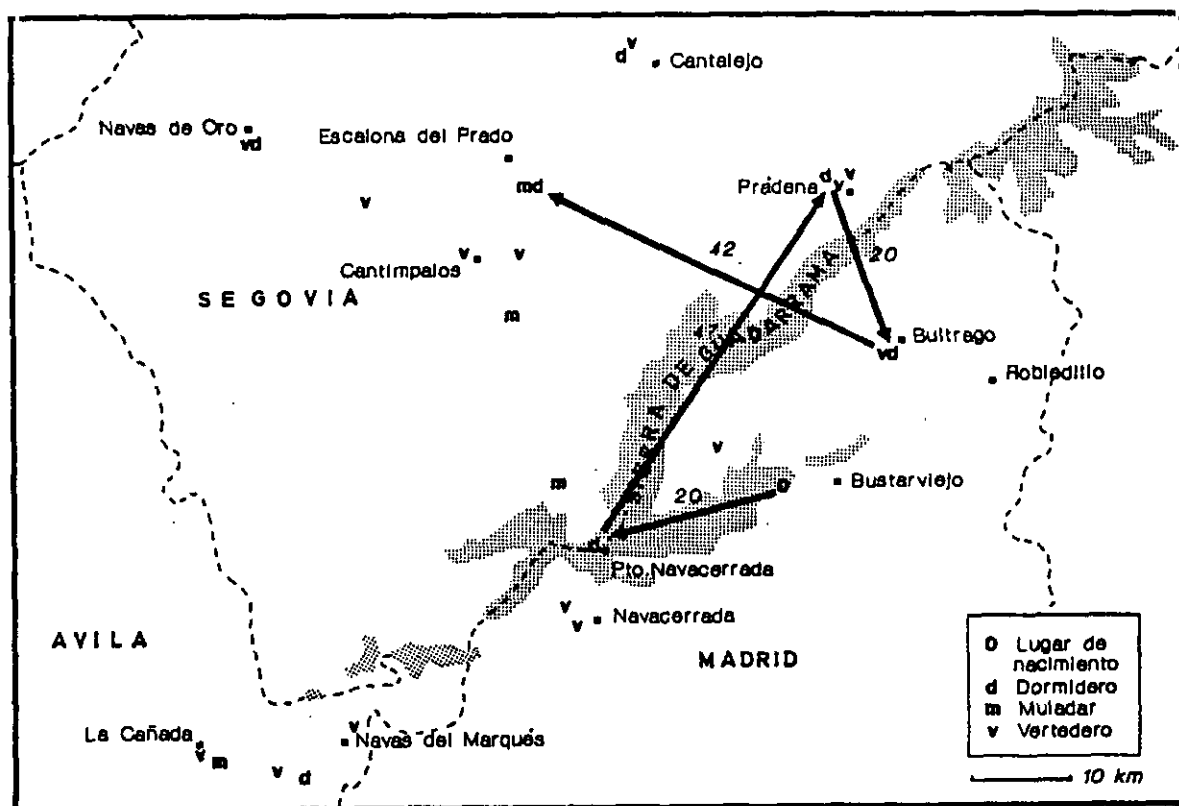 v
d
Cantalejo
Navas de Oro
vd
Escalona del Prado
md
d v
Prádena v
v
42
20
v
Cantimpalos
v
SEGOVIA
m
SIERRA DE GUADARRAMA
Buitrago
vd
Robledillo
v
m
20
O
Bustarviejo
d
Pto. Navacerrada
v
v
Navacerrada
AVILA
MADRID
O Lugar de
nacimiento
d Dormidero
m Muladar
v Vertedero
La Cañada
v
m
v
d
v
Navas del Marqués
10 km